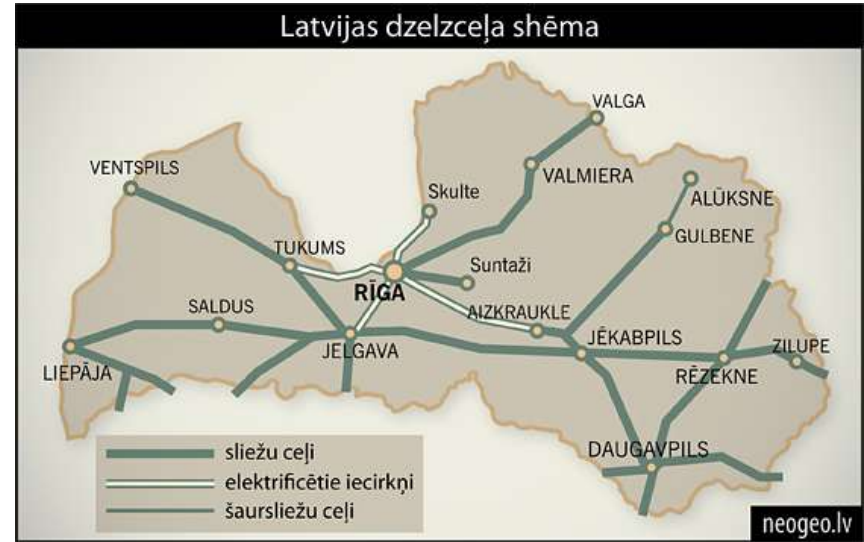 Latvijas dzelzceļa shēma
VALGA
VENTSPILS
VALMIERA
Skulte
ALŪKSNE
GULBENE
TUKUMS
Suntaži
RĪGA
SALDUS
AIZKRAUKLE
JELGAVA
JĒKABPILS
ZILUPE
LIEPĀJA
RĒZEKNE
DAUGAVPILS
sliežu ceļi
elektrificētie iecirkņi
šaursliežu ceļi
neogeo.lv